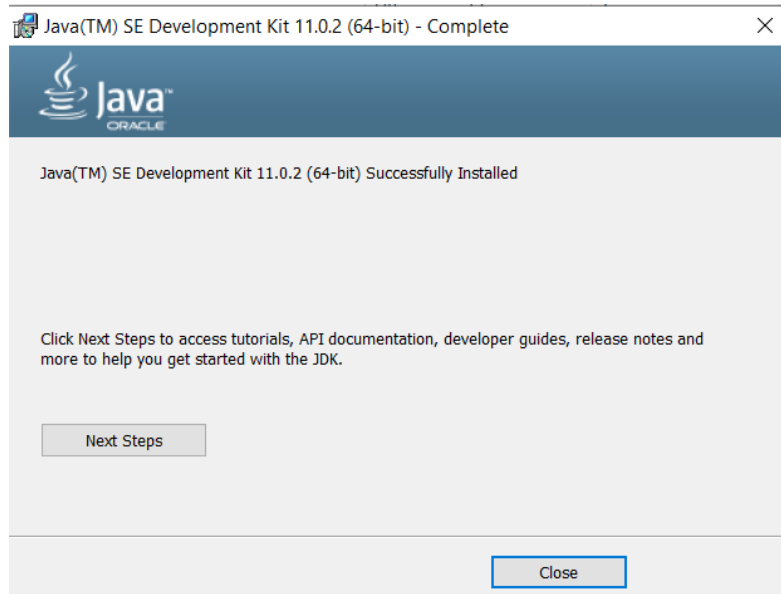 Java(TM) SE Development Kit 11.0.2 (64-bit) - Complete
Java™
ORACLE
Java(TM) SE Development Kit 11.0.2 (64-bit) Successfully Installed
Click Next Steps to access tutorials, API documentation, developer guides, release notes and
more to help you get started with the JDK.
Next Steps
Close